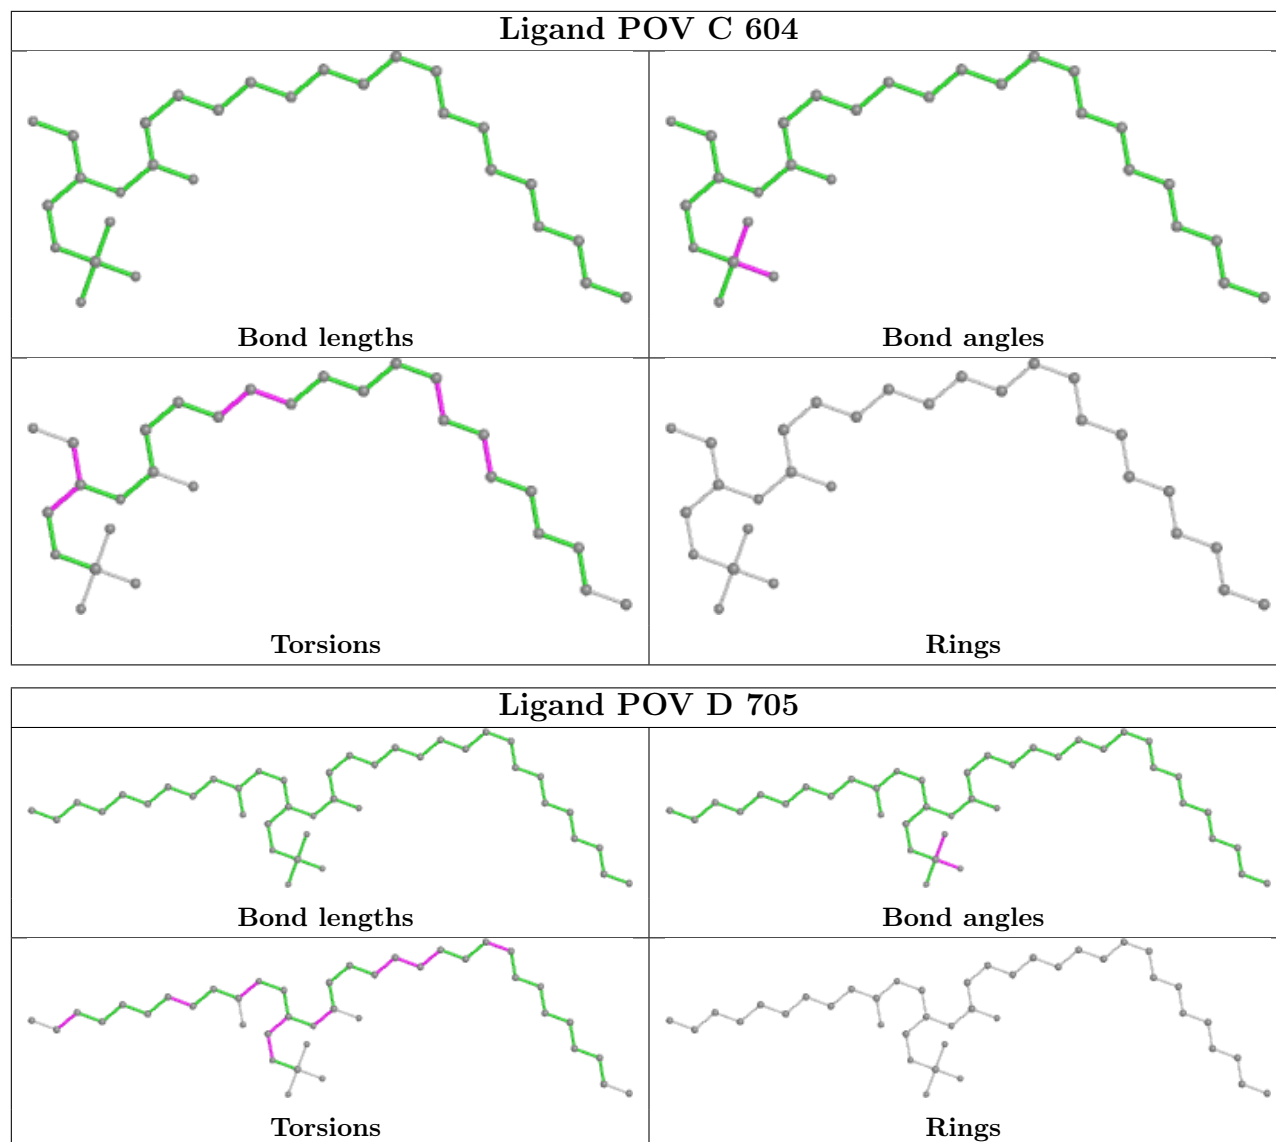 Ligand POV C 604
Bond lengths
Bond angles
Torsions
Rings
Ligand POV D 705
Bond lengths
Bond angles
Torsions
Rings